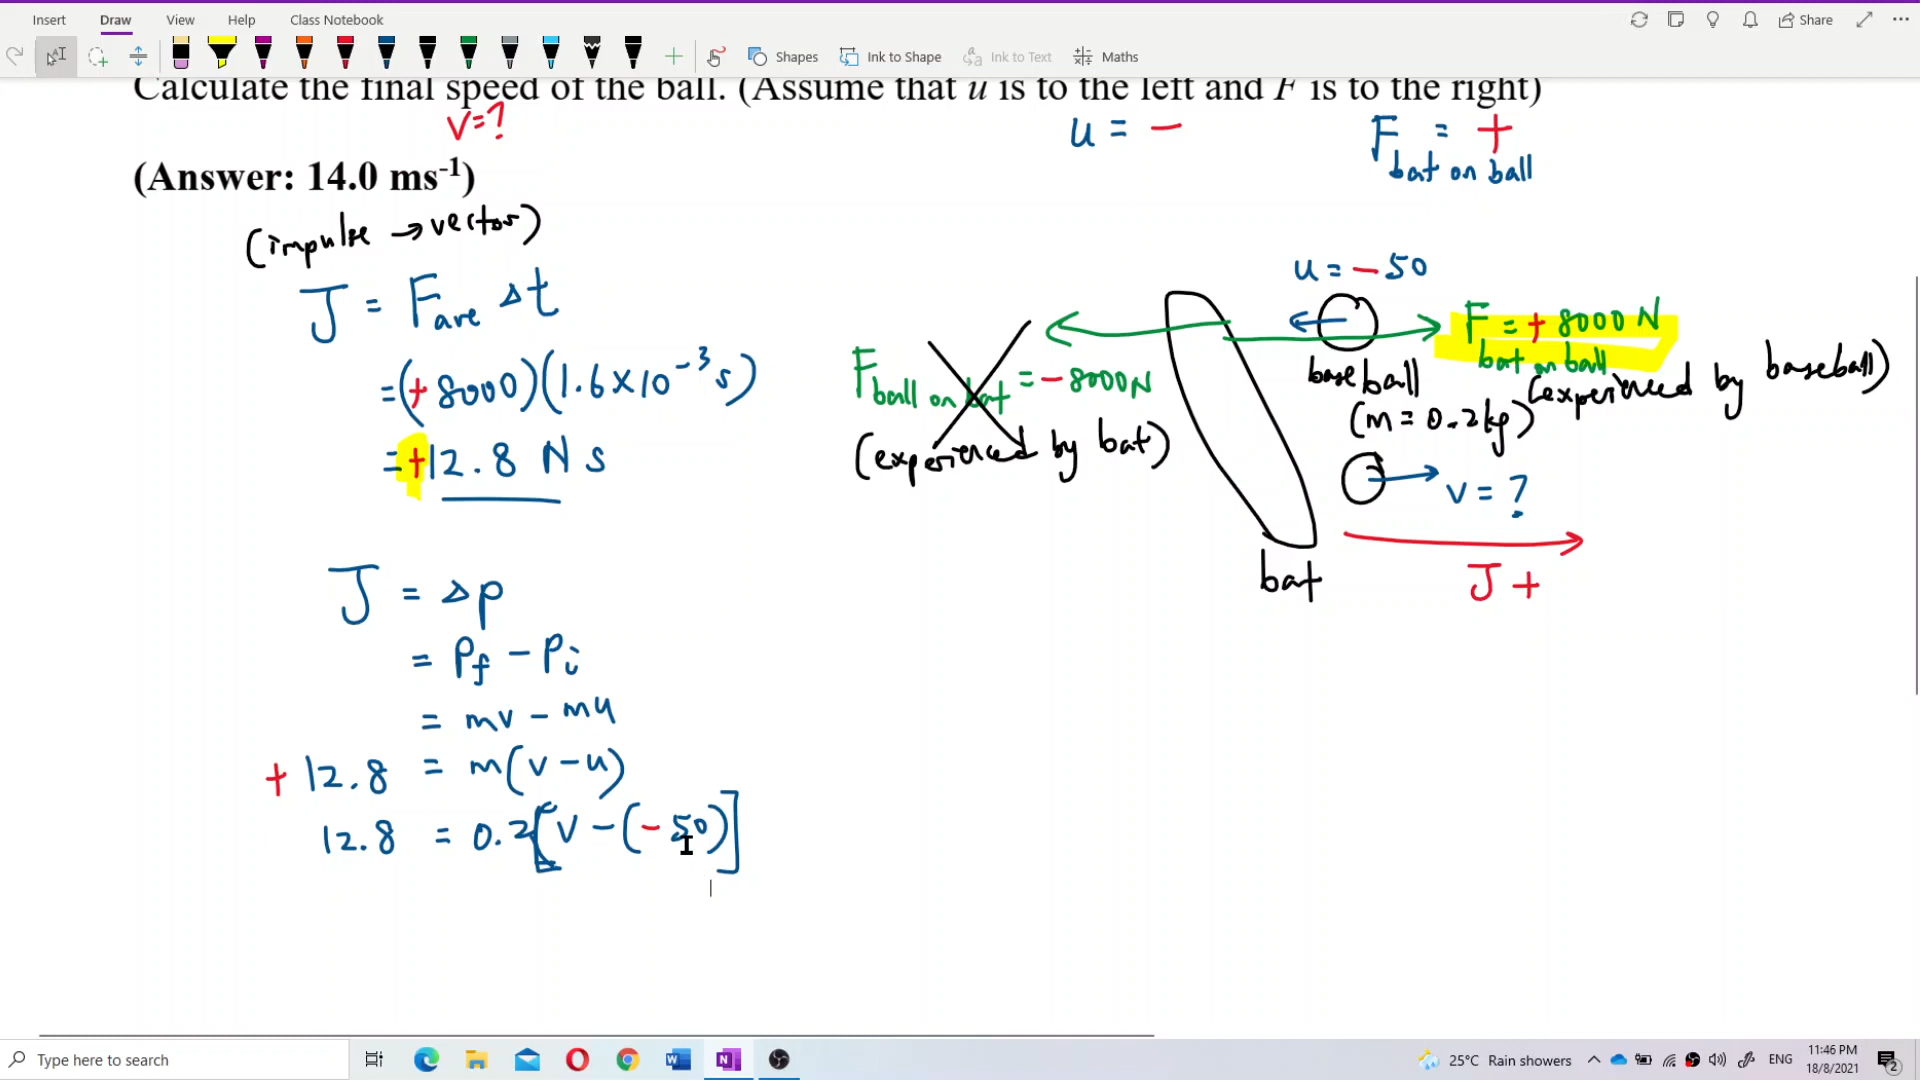 Insert Draw View Help Class Notebook Share
Shapes Ink to Shape Ink to Text Maths
Calculate the final speed of the ball. (Assume that u is to the left and F is to the right)
v=? u = − F bat on ball = +
(Answer: 14.0 ms⁻¹)
(impulse → vector)
J = Fave Δt
=(+8000)(1.6×10⁻³s)
=+12.8 N s
J = Δp
= Pf − Pi
= mv − mu
+ 12.8 = m(v−u)
12.8 = 0.2[v−(−50)]
u = −50
F bat on ball = + 8000 N
(experienced by baseball)
F ball on bat = − 8000N
(experienced by bat)
baseball
(m = 0.2kg)
v = ?
J +
bat
Type here to search
25°C Rain showers ENG 11:46 PM
18/8/2021
2